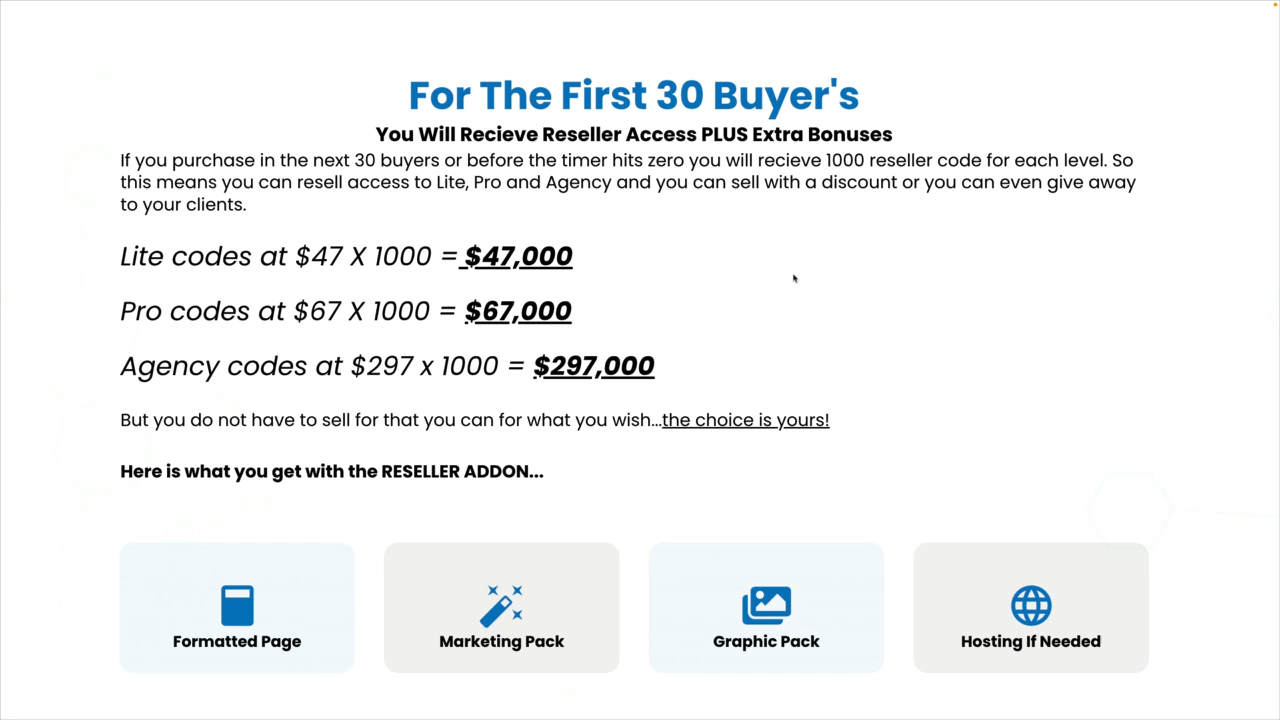 For The First 30 Buyer's
You Will Recieve Reseller Access PLUS Extra Bonuses
If you purchase in the next 30 buyers or before the timer hits zero you will recieve 1000 reseller code for each level. So
this means you can resell access to Lite, Pro and Agency and you can sell with a discount or you can even give away
to your clients.
Lite codes at $47 X 1000 = $47,000
Pro codes at $67 X 1000 = $67,000
Agency codes at $297 x 1000 = $297,000
But you do not have to sell for that you can for what you wish...the choice is yours!
Here is what you get with the RESELLER ADDON...
Formatted Page
Marketing Pack
Graphic Pack
Hosting If Needed